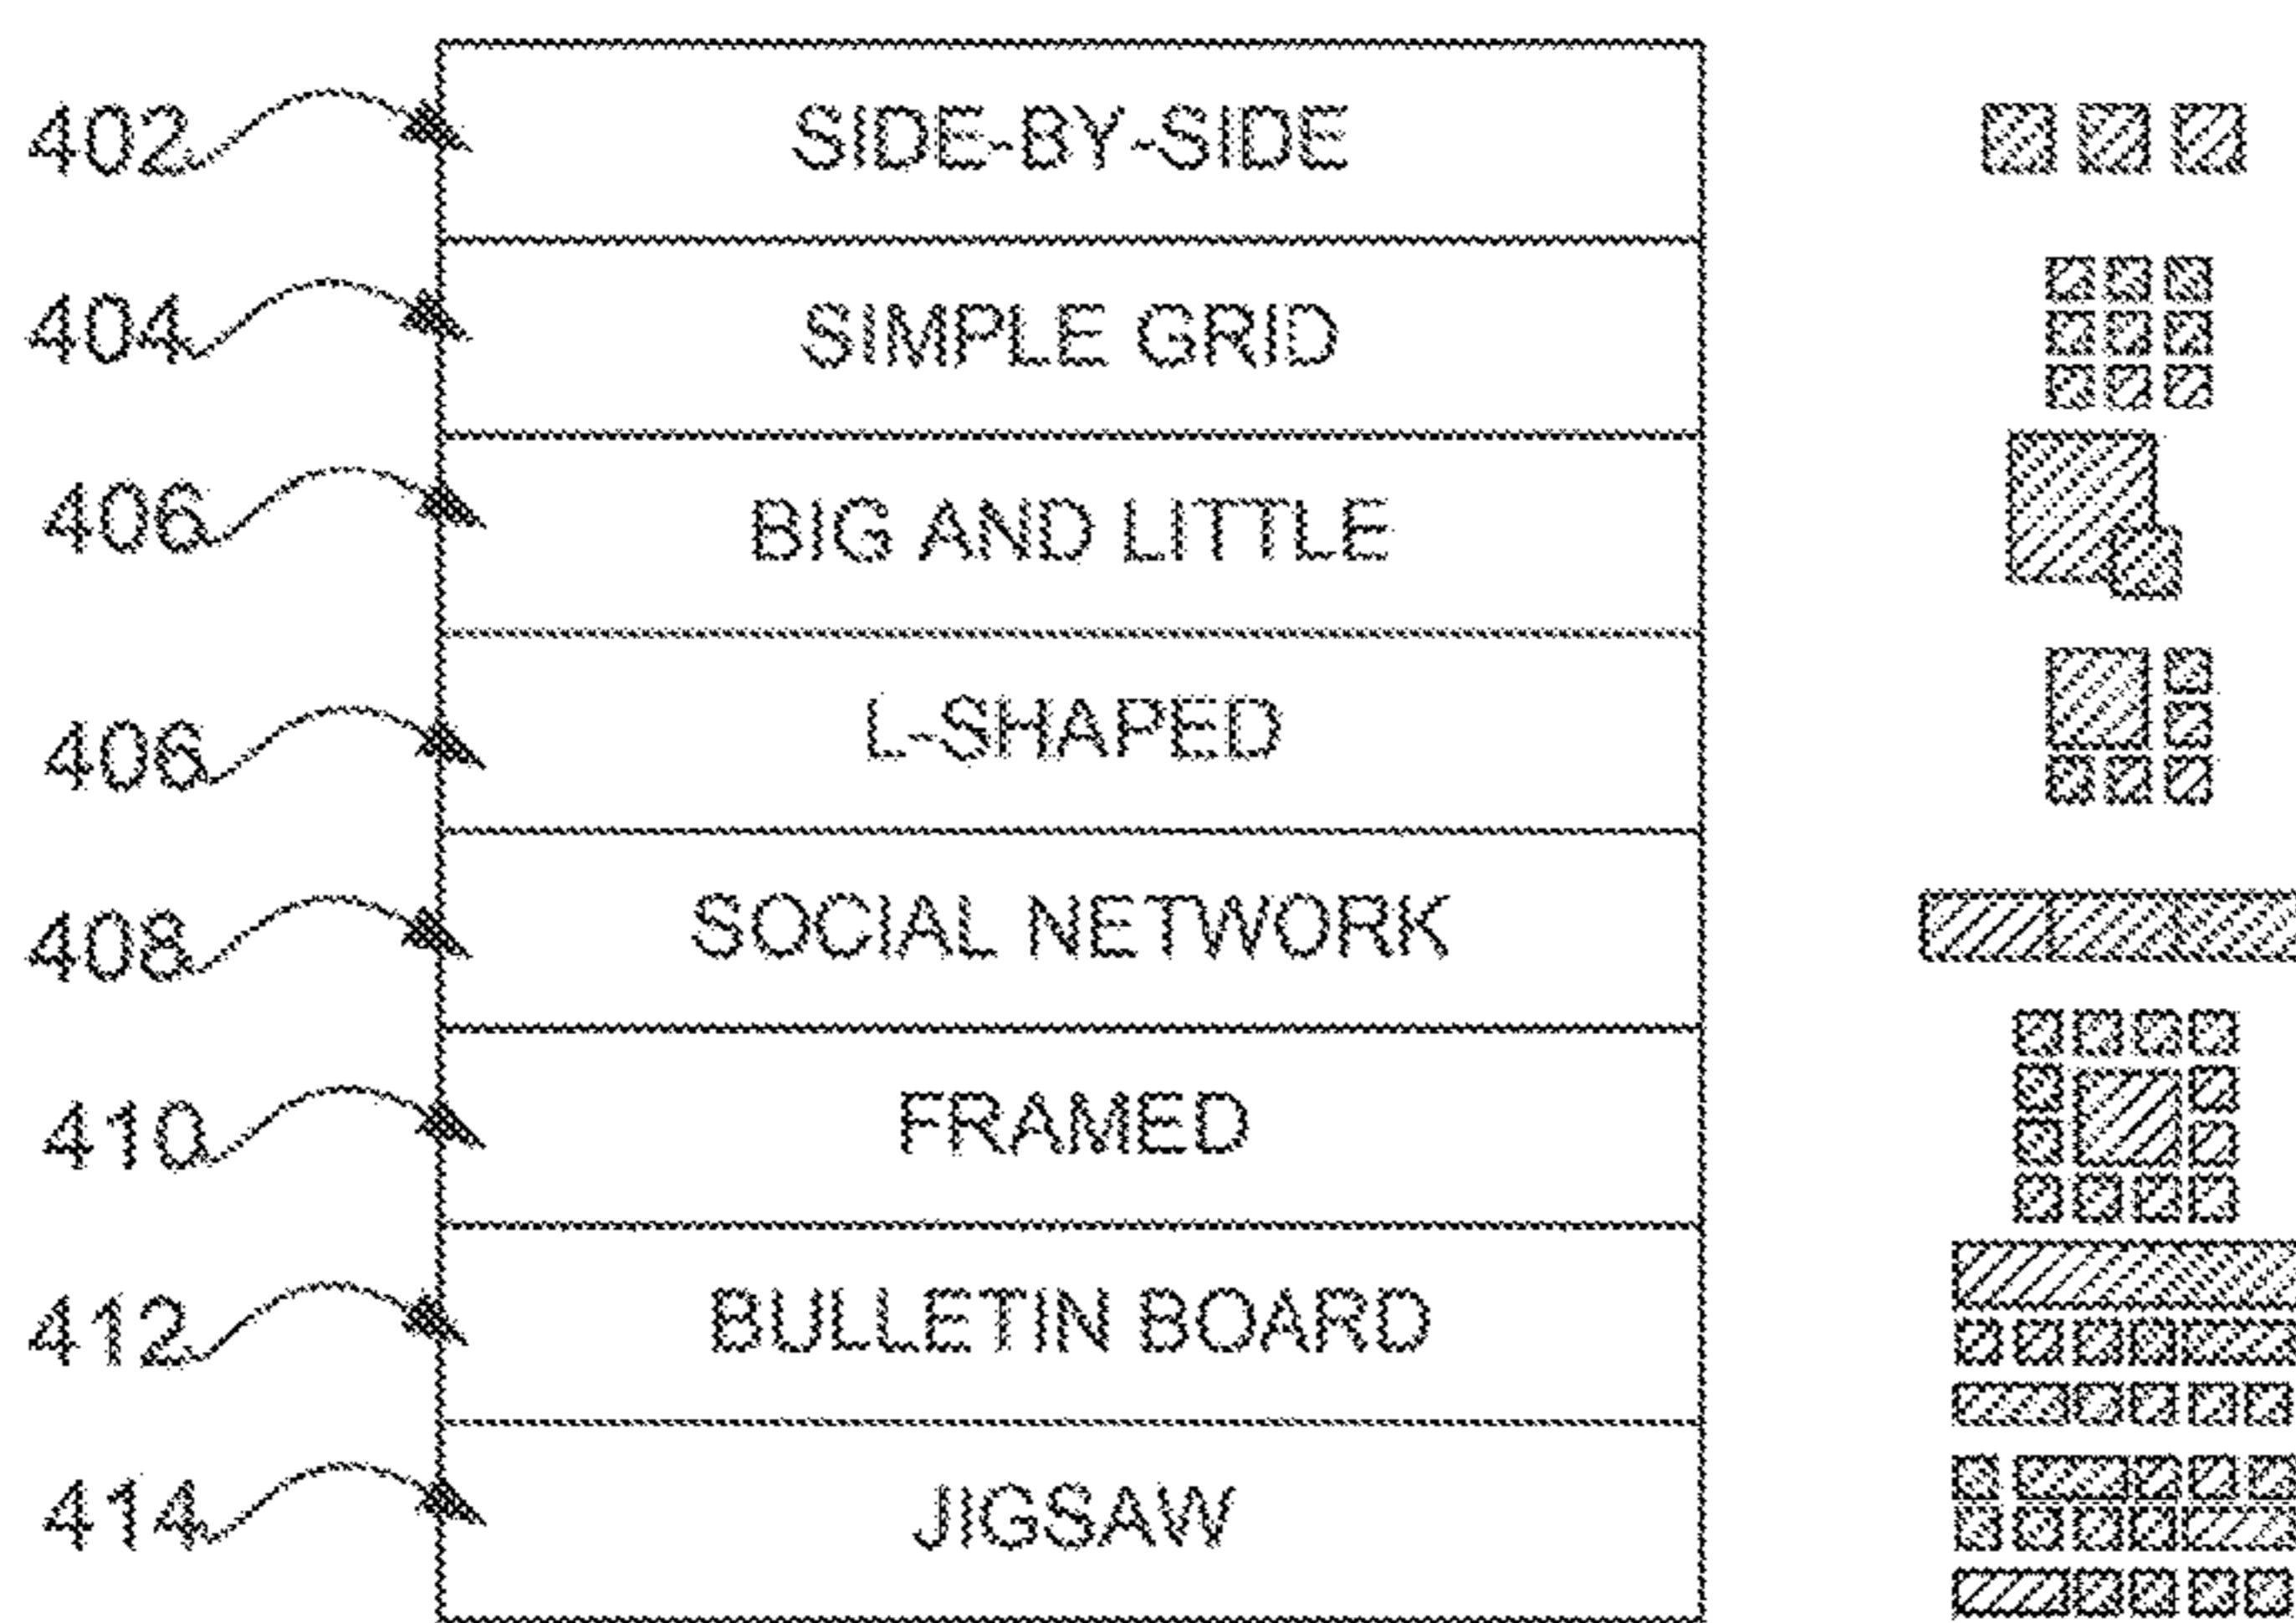 402 SIDE-BY-SIDE
404 SIMPLE GRID
406 BIG AND LITTLE
406 L-SHAPED
408 SOCIAL NETWORK
410 FRAMED
412 BULLETIN BOARD
414 JIGSAW